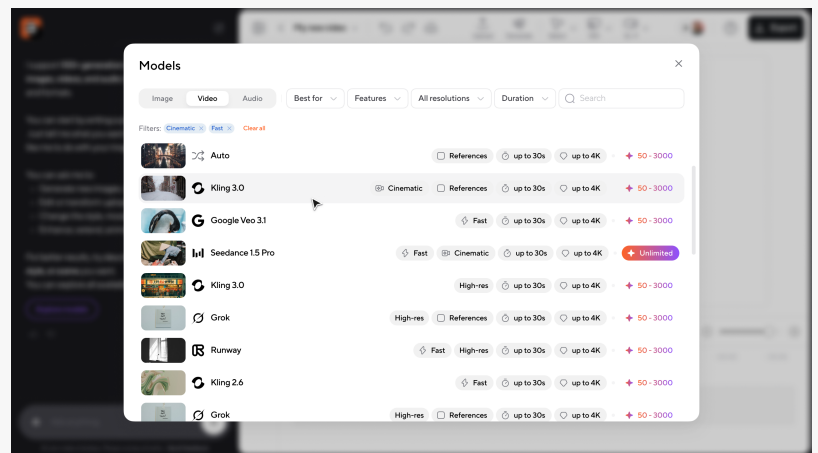 My new video
Models
Image Video Audio Best for Features All resolutions Duration Search
Filters: Cinematic × Fast × Clear all
Auto References up to 30s up to 4K 50 - 3000
Kling 3.0 Cinematic References up to 30s up to 4K 50 - 3000
Google Veo 3.1 Fast up to 30s up to 4K 50 - 3000
Seedance 1.5 Pro Fast Cinematic up to 30s up to 4K Unlimited
Kling 3.0 High-res up to 30s up to 4K 50 - 3000
Grok High-res References up to 30s up to 4K 50 - 3000
Runway Fast High-res up to 30s up to 4K 50 - 3000
Kling 2.6 Fast up to 30s up to 4K 50 - 3000
Grok High-res References up to 30s up to 4K 50 - 3000